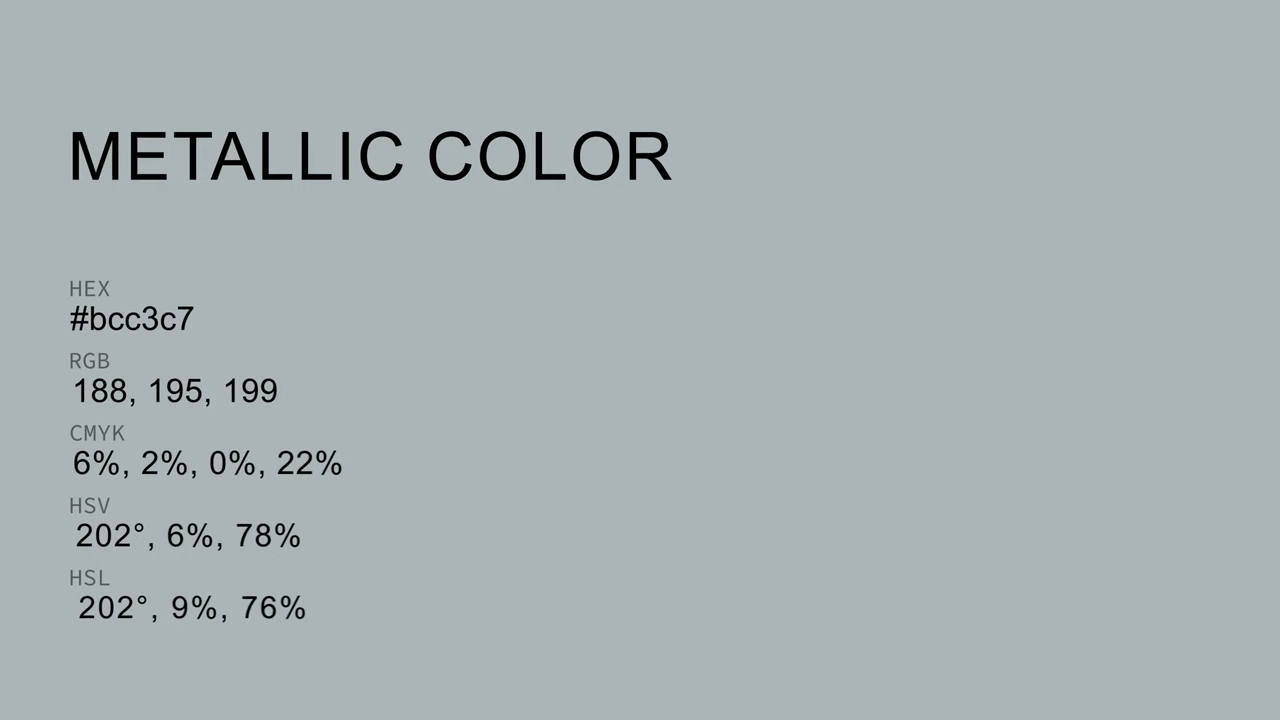 METALLIC COLOR
HEX
#bcc3c7
RGB
188, 195, 199
CMYK
6%, 2%, 0%, 22%
HSV
202°, 6%, 78%
HSL
202°, 9%, 76%